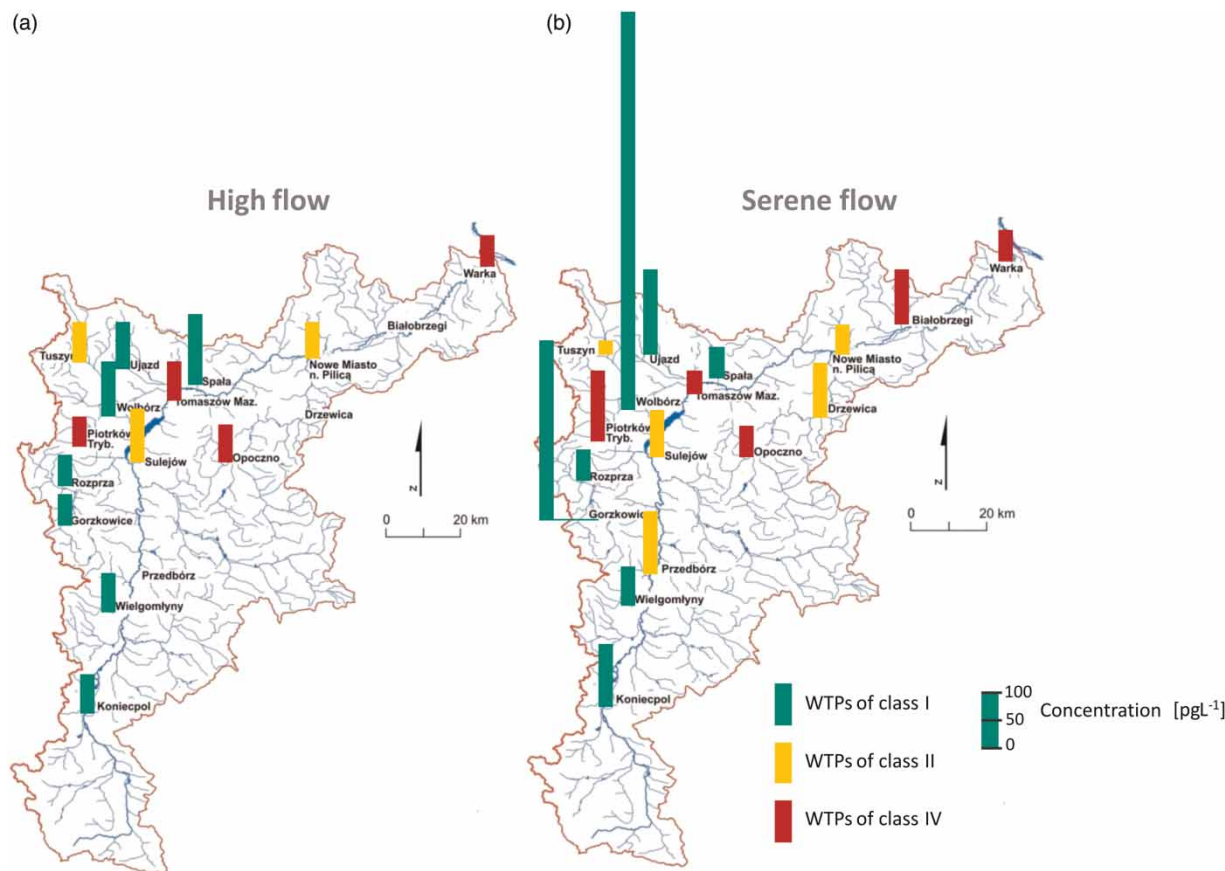 (a)
High flow
Warka
Białobrzegi
Tuszyn
Ujazd
Spała
Nowe Miasto
n. Pilicą
Wolbórz
Tomaszów Maz.
Drzewica
Piotrków
Tryb.
Sulejów
Opoczno
Rozprza
Gorzkowice
N
0 20 km
Przedbórz
Wielgomłyny
Koniecpol
(b)
Serene flow
Warka
Białobrzegi
Tuszyn
Ujazd
Spała
Nowe Miasto
n. Pilicą
Wolbórz
Tomaszów Maz.
Drzewica
Piotrków
Tryb.
Sulejów
Opoczno
Rozprza
Gorzkowice
N
0 20 km
Przedbórz
Wielgomłyny
Koniecpol
WTPs of class I
WTPs of class II
WTPs of class IV
100
50
0
Concentration [pgL⁻¹]